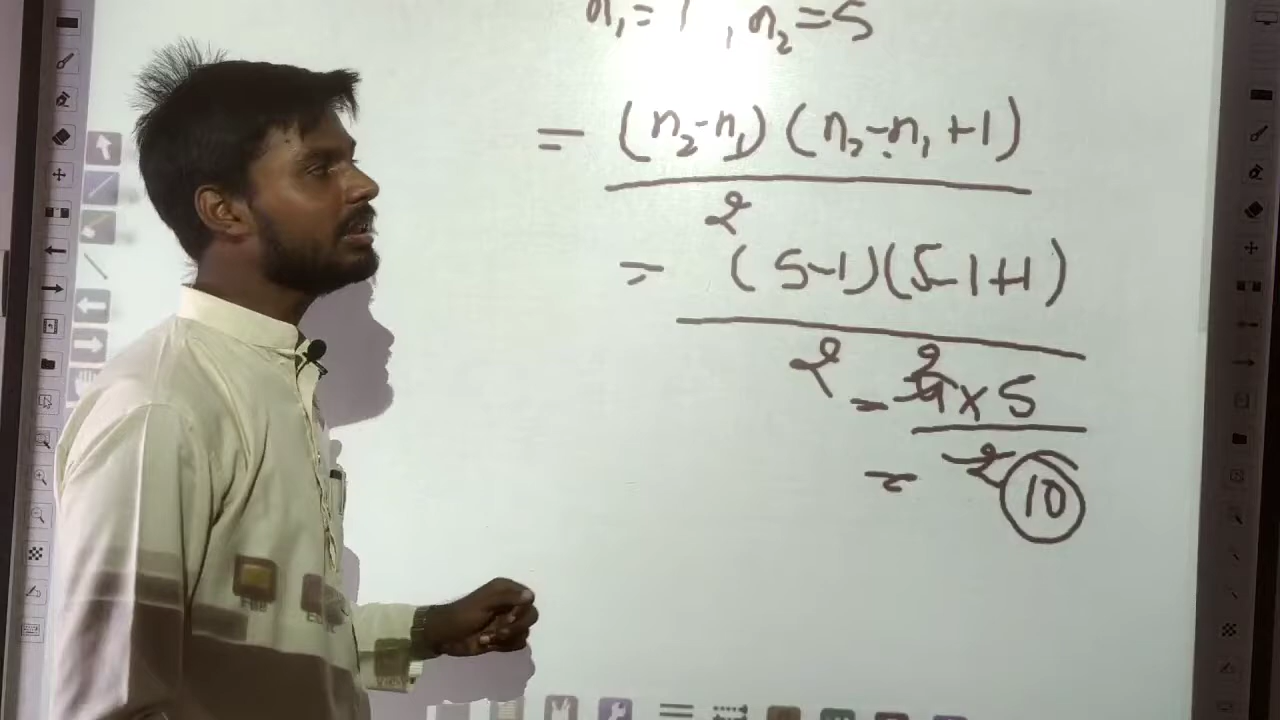 n₁ = 1 , n₂ = 5
= (n₂-n₁) (n₂-n₁+1)
2
= (5-1)(5-1+1)
2
= 4 x 5
2
= 10